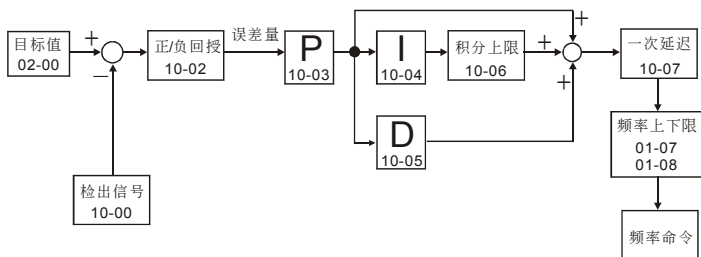 目标值
02-00
+
−
正/负回授
10-02
误差量
P
10-03
I
10-04
积分上限
10-06
D
10-05
+
+
+
一次延迟
10-07
频率上下限
01-07
01-08
频率命令
检出信号
10-00